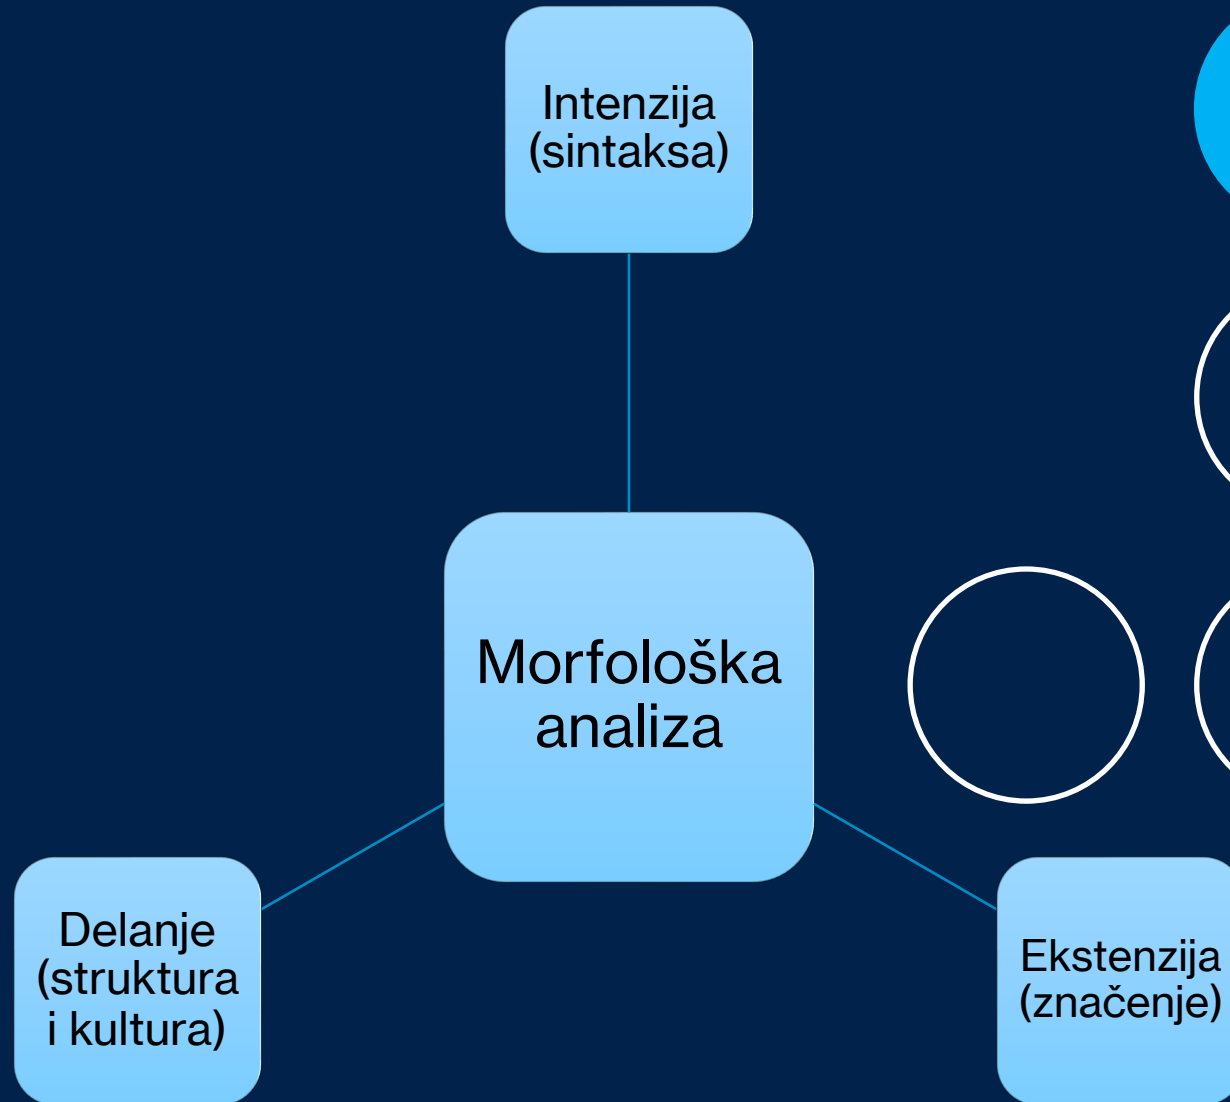 Intenzija
(sintaksa)
Morfološka
analiza
Delanje
(struktura
i kultura)
Ekstenzija
(značenje)